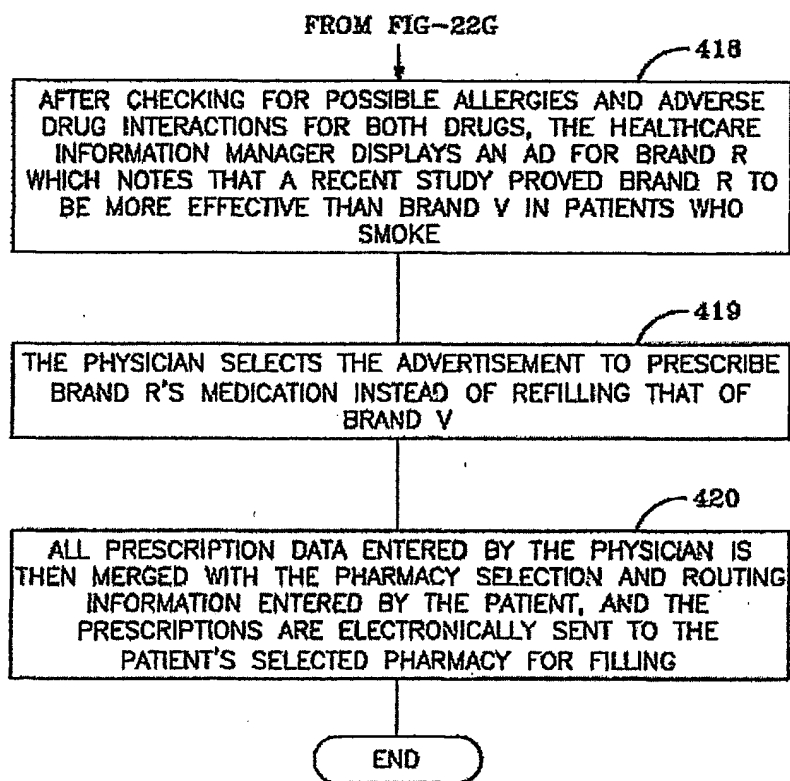 FROM FIG-22G
418
AFTER CHECKING FOR POSSIBLE ALLERGIES AND ADVERSE
DRUG INTERACTIONS FOR BOTH DRUGS, THE HEALTHCARE
INFORMATION MANAGER DISPLAYS AN AD FOR BRAND R
WHICH NOTES THAT A RECENT STUDY PROVED BRAND R TO
BE MORE EFFECTIVE THAN BRAND V IN PATIENTS WHO
SMOKE
419
THE PHYSICIAN SELECTS THE ADVERTISEMENT TO PRESCRIBE
BRAND R'S MEDICATION INSTEAD OF REFILLING THAT OF
BRAND V
420
ALL PRESCRIPTION DATA ENTERED BY THE PHYSICIAN IS
THEN MERGED WITH THE PHARMACY SELECTION AND ROUTING
INFORMATION ENTERED BY THE PATIENT, AND THE
PRESCRIPTIONS ARE ELECTRONICALLY SENT TO THE
PATIENT'S SELECTED PHARMACY FOR FILLING
END